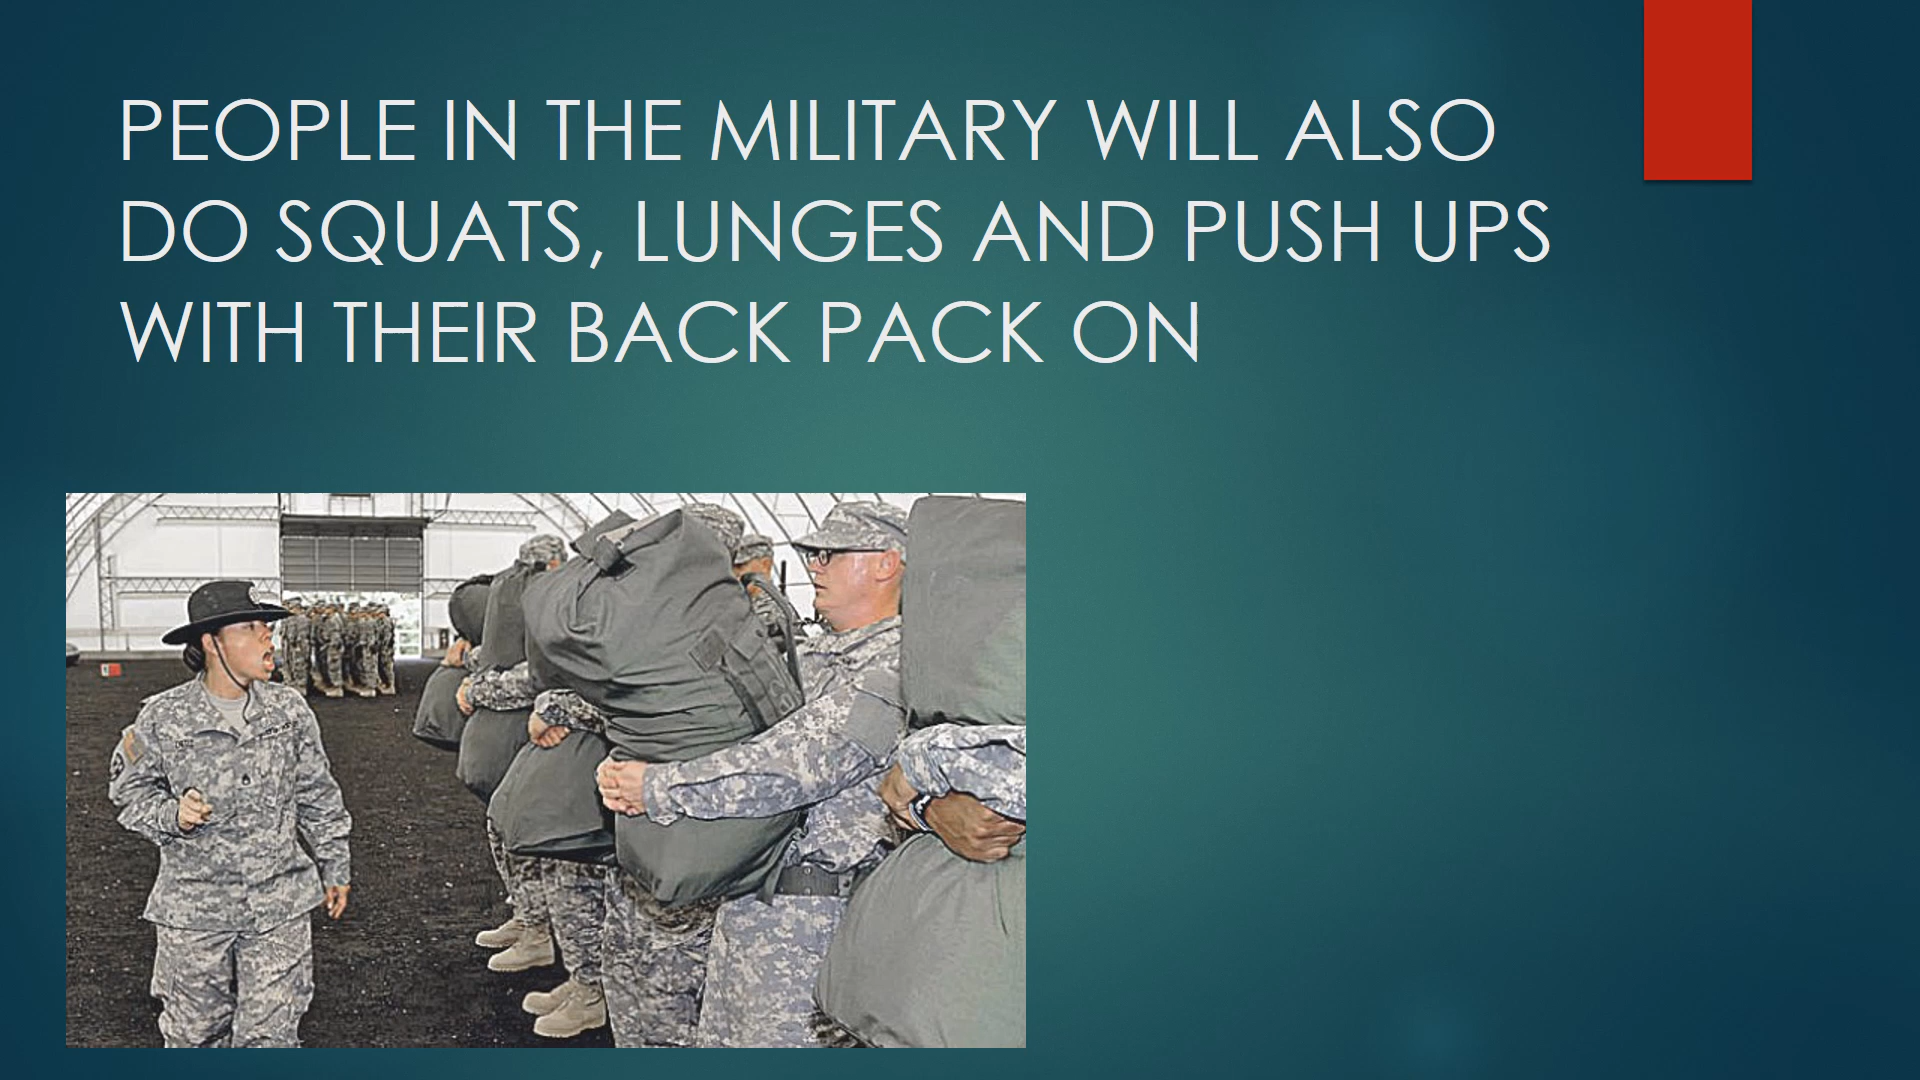 PEOPLE IN THE MILITARY WILL ALSO
DO SQUATS, LUNGES AND PUSH UPS
WITH THEIR BACK PACK ON